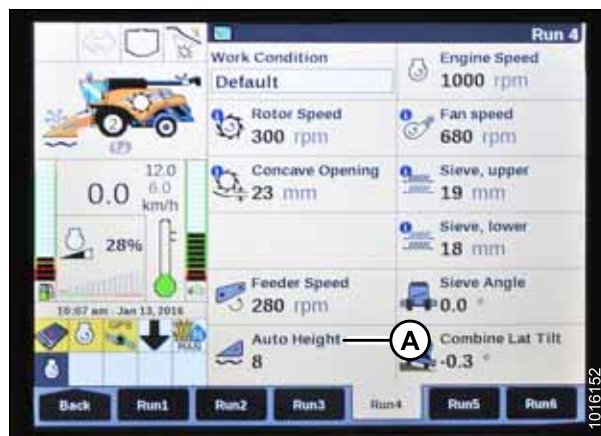 Run 4
Work Condition
Default
Engine Speed
1000 rpm
Rotor Speed
300 rpm
Fan speed
680 rpm
Concave Opening
23 mm
Sieve, upper
19 mm
Sieve, lower
18 mm
Feeder Speed
280 rpm
Sieve Angle
0.0 °
Auto Height
8
A
Combine Lat Tilt
-0.3 °
2
(P)
0.0
12.0
6.0
km/h
28%
10:07 am Jan 13, 2016
GPS
MAN
Back
Run1
Run2
Run3
Run4
Run5
Run6
1016152